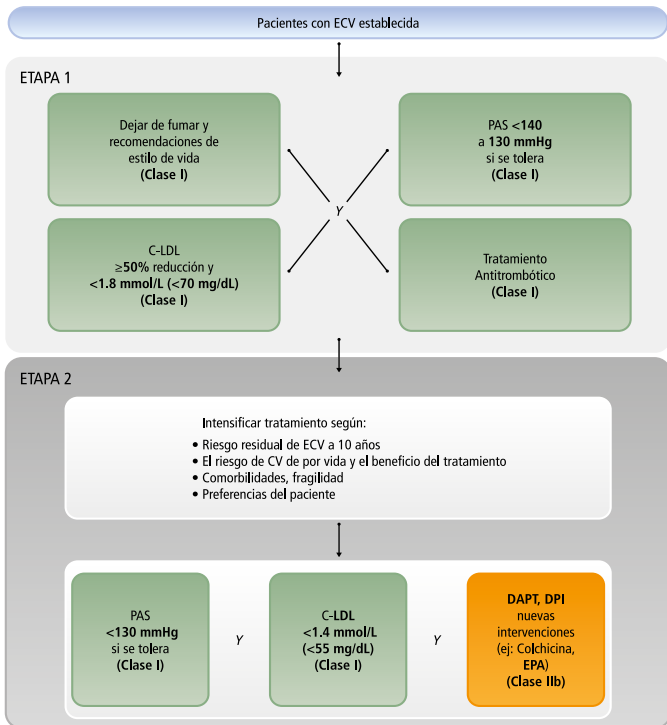 Pacientes con ECV establecida
ETAPA 1
Dejar de fumar y
recomendaciones de
estilo de vida
(Clase I)
PAS <140
a 130 mmHg
si se tolera
(Clase I)
Y
C-LDL
≥50% reducción y
<1.8 mmol/L (<70 mg/dL)
(Clase I)
Tratamiento
Antitrombótico
(Clase I)
ETAPA 2
Intensificar tratamiento según:
• Riesgo residual de ECV a 10 años
• El riesgo de CV de por vida y el beneficio del tratamiento
• Comorbilidades, fragilidad
• Preferencias del paciente
PAS
<130 mmHg
si se tolera
(Clase I)
Y
C-LDL
<1.4 mmol/L
(<55 mg/dL)
(Clase I)
Y
DAPT, DPI
nuevas
intervenciones
(ej: Colchicina,
EPA)
(Clase IIb)